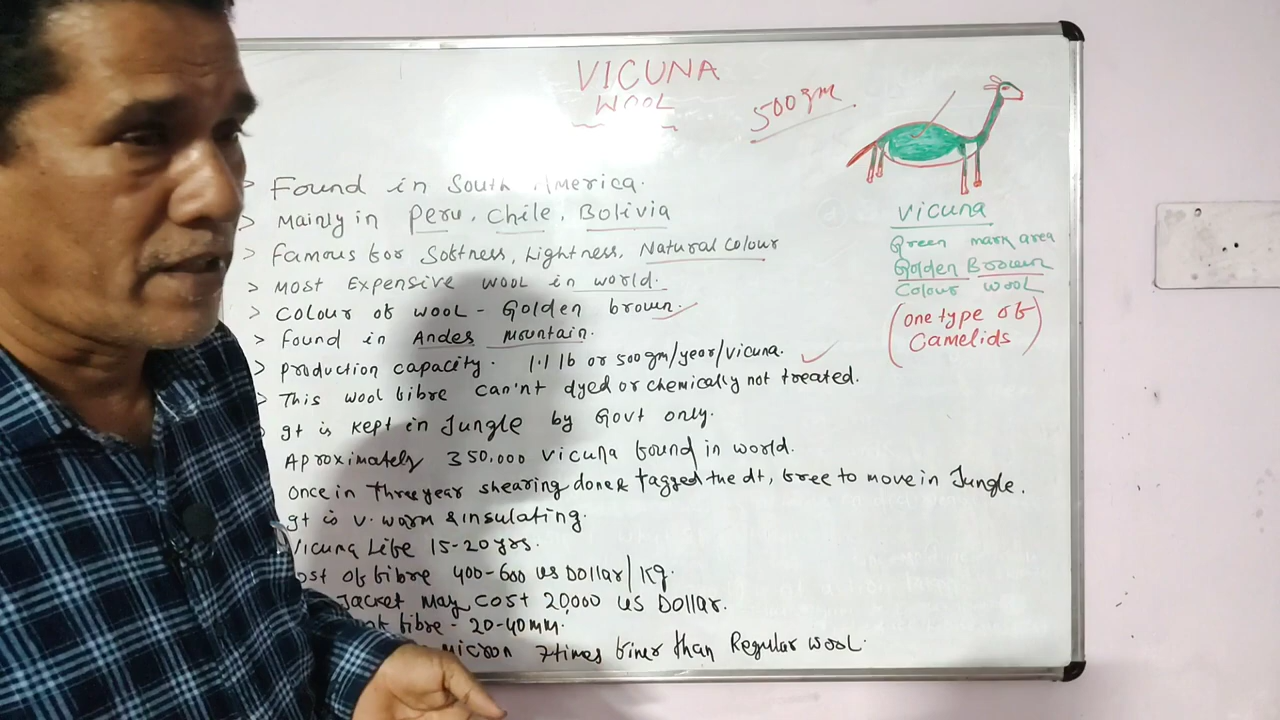 VICUNA
WOOL
500gm
> Found in South America.
> Mainly in Peru, Chile, Bolivia
> Famous for Softness, Lightness, Natural Colour
> Most Expensive wool in world.
> Colour of wool - Golden brown.
> Found in Andes mountain.
> Production capacity. 1.1 lb or 500gm/year/vicuna.
> This wool fibre can'nt dyed or chemically not treated.
It is kept in Jungle by Govt only.
Aproximately 350,000 vicuna found in world.
Once in three year shearing done & tagged the dt, free to move in Jungle.
It is v. warm & insulating.
Vicuna Life 15-20yrs.
of fibre 400-600 us Dollar/Kg.
Jacket may cost 20,000 us Dollar.
fibre - 20-40mm.
micron 7times finer than Regular wool.
Vicuna
Green mark area
Golden Brown
Colour wool
(one type of
Camelids)